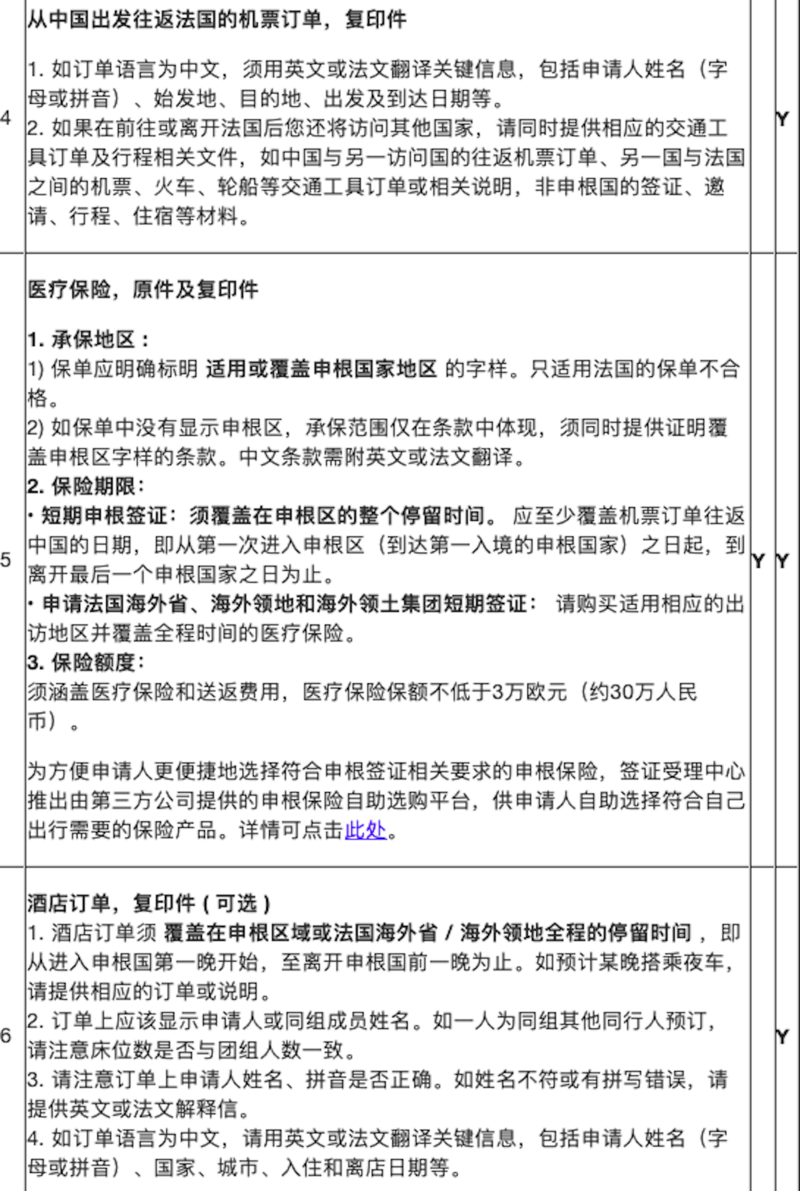 从中国出发往返法国的机票订单，复印件
1. 如订单语言为中文，须用英文或法文翻译关键信息，包括申请人姓名（字
母或拼音）、始发地、目的地、出发及到达日期等。
4
Y
2. 如果在前往或离开法国后您还将访问其他国家，请同时提供相应的交通工
具订单及行程相关文件，如中国与另一访问国的往返机票订单、另一国与法国
之间的机票、火车、轮船等交通工具订单或相关说明，非申根国的签证、邀
请、行程、住宿等材料。
医疗保险，原件及复印件
1. 承保地区：
1) 保单应明确标明 适用或覆盖申根国家地区 的字样。只适用法国的保单不合
格。
2) 如保单中没有显示申根区，承保范围仅在条款中体现，须同时提供证明覆
盖申根区字样的条款。中文条款需附英文或法文翻译。
2. 保险期限：
• 短期申根签证：须覆盖在申根区的整个停留时间。 应至少覆盖机票订单往返
中国的日期，即从第一次进入申根区（到达第一入境的申根国家）之日起，到
5
Y Y
离开最后一个申根国家之日为止。
• 申请法国海外省、海外领地和海外领土集团短期签证： 请购买适用相应的出
访地区并覆盖全程时间的医疗保险。
3. 保险额度：
须涵盖医疗保险和送返费用，医疗保险保额不低于3万欧元（约30万人民
币）。
为方便申请人更便捷地选择符合申根签证相关要求的申根保险，签证受理中心
推出由第三方公司提供的申根保险自助选购平台，供申请人自助选择符合自己
出行需要的保险产品。详情可点击此处。
酒店订单，复印件 ( 可选 )
1. 酒店订单须 覆盖在申根区域或法国海外省 / 海外领地全程的停留时间 ，即
从进入申根国第一晚开始，至离开申根国前一晚为止。如预计某晚搭乘夜车，
请提供相应的订单或说明。
2. 订单上应该显示申请人或同组成员姓名。如一人为同组其他同行人预订，
6
Y
请注意床位数是否与团组人数一致。
3. 请注意订单上申请人姓名、拼音是否正确。如姓名不符或有拼写错误，请
提供英文或法文解释信。
4. 如订单语言为中文，请用英文或法文翻译关键信息，包括申请人姓名（字
母或拼音）、国家、城市、入住和离店日期等。